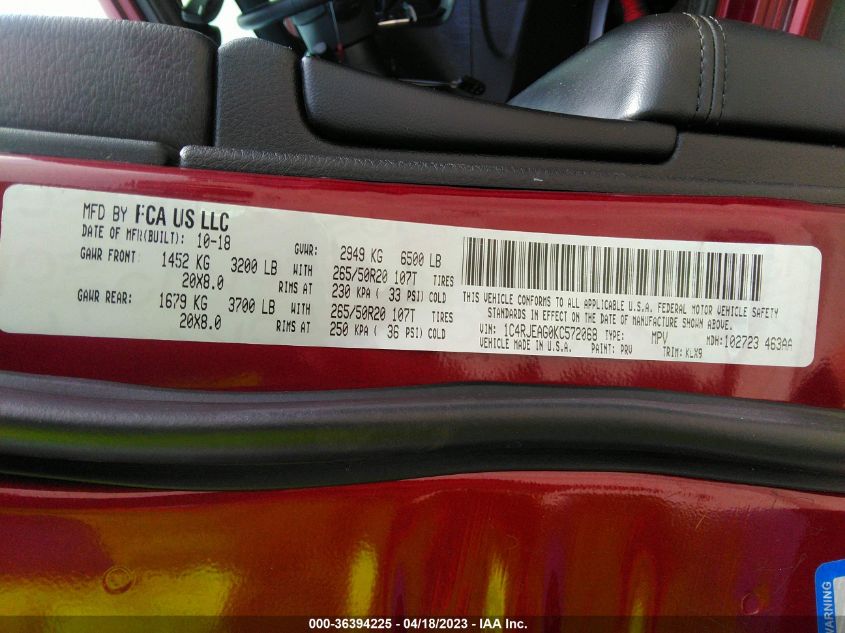 MFD BY FCA US LLC
DATE OF MFR(BUILT): 10-18 GVWR: 2949 KG 6500 LB
GAWR FRONT: 1452 KG 3200 LB WITH 265/50R20 107T TIRES
20X8.0 RIMS AT 230 KPA ( 33 PSI) COLD
GAWR REAR: 1679 KG 3700 LB WITH 265/50R20 107T TIRES
20X8.0 RIMS AT 250 KPA ( 36 PSI) COLD
THIS VEHICLE CONFORMS TO ALL APPLICABLE U.S.A. FEDERAL MOTOR VEHICLE SAFETY
STANDARDS IN EFFECT ON THE DATE OF MANUFACTURE SHOWN ABOVE.
VIN: 1C4RJEAG0KC572068 TYPE: MPV MDH: 102723 463AA
VEHICLE MADE IN U.S.A. PAINT: PRV TRIM: KLX9
WARNING
000-36394225 - 04/18/2023 - IAA Inc.